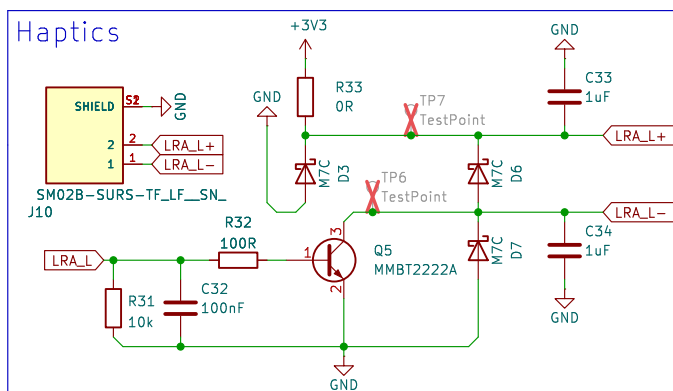 Haptics
+3V3
GND
R33
0R
TP7
TestPoint
C33
1uF
GND
SHIELD
GND
2 2 LRA_L+
1 1 LRA_L-
SM02B-SURS-TF_LF__SN_
J10
LRA_L+
M7C
D3
TP6
TestPoint
M7C
D6
LRA_L-
R32
100R
LRA_L
1
3
2
Q5
MMBT2222A
M7C
D7
C34
1uF
GND
R31
10k
C32
100nF
GND